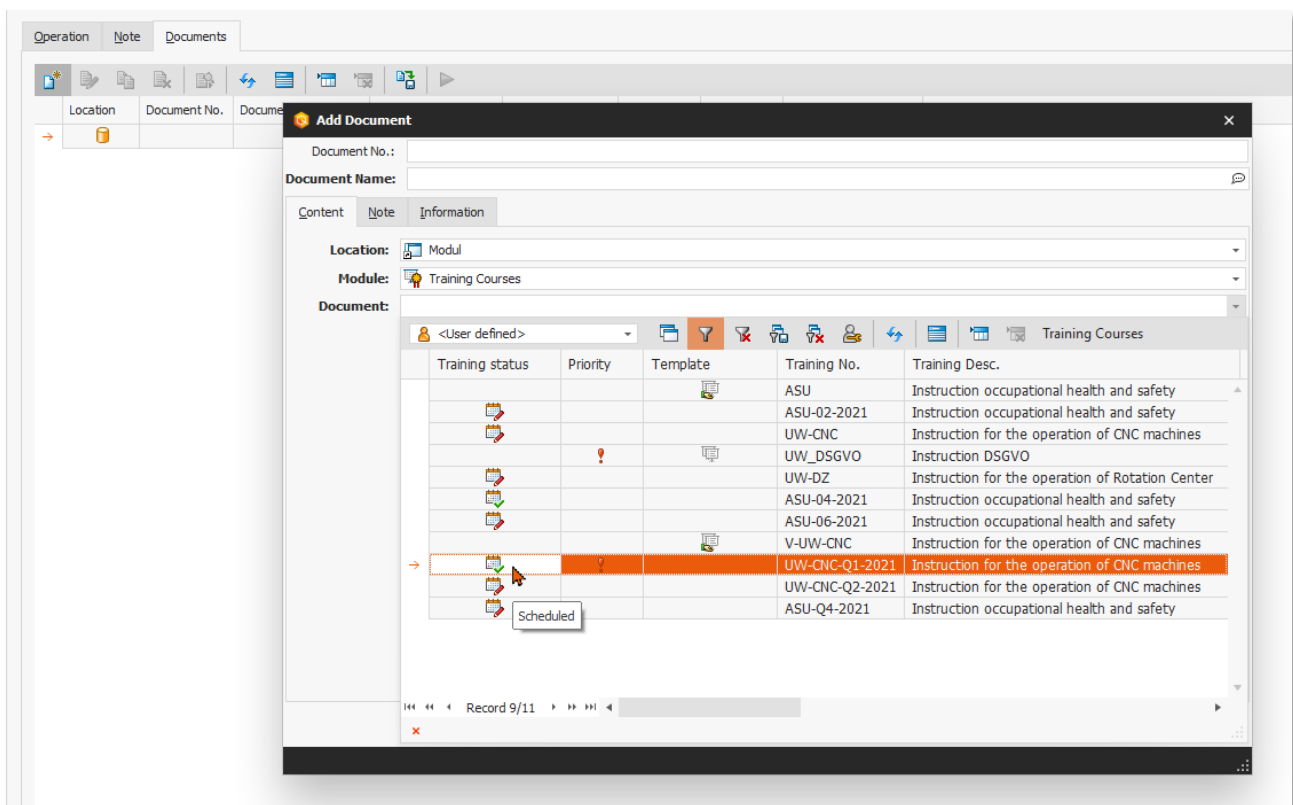 Operation Note Documents
Location Document No. Docume
Add Document
Document No.:
Document Name:
Content Note Information
Location: Modul
Module: Training Courses
Document:
<User defined> Training Courses
Training status Priority Template Training No. Training Desc.
ASU Instruction occupational health and safety
ASU-02-2021 Instruction occupational health and safety
UW-CNC Instruction for the operation of CNC machines
UW_DSGVO Instruction DSGVO
UW-DZ Instruction for the operation of Rotation Center
ASU-04-2021 Instruction occupational health and safety
ASU-06-2021 Instruction occupational health and safety
V-UW-CNC Instruction for the operation of CNC machines
UW-CNC-Q1-2021 Instruction for the operation of CNC machines
UW-CNC-Q2-2021 Instruction for the operation of CNC machines
ASU-Q4-2021 Instruction occupational health and safety
Scheduled
Record 9/11